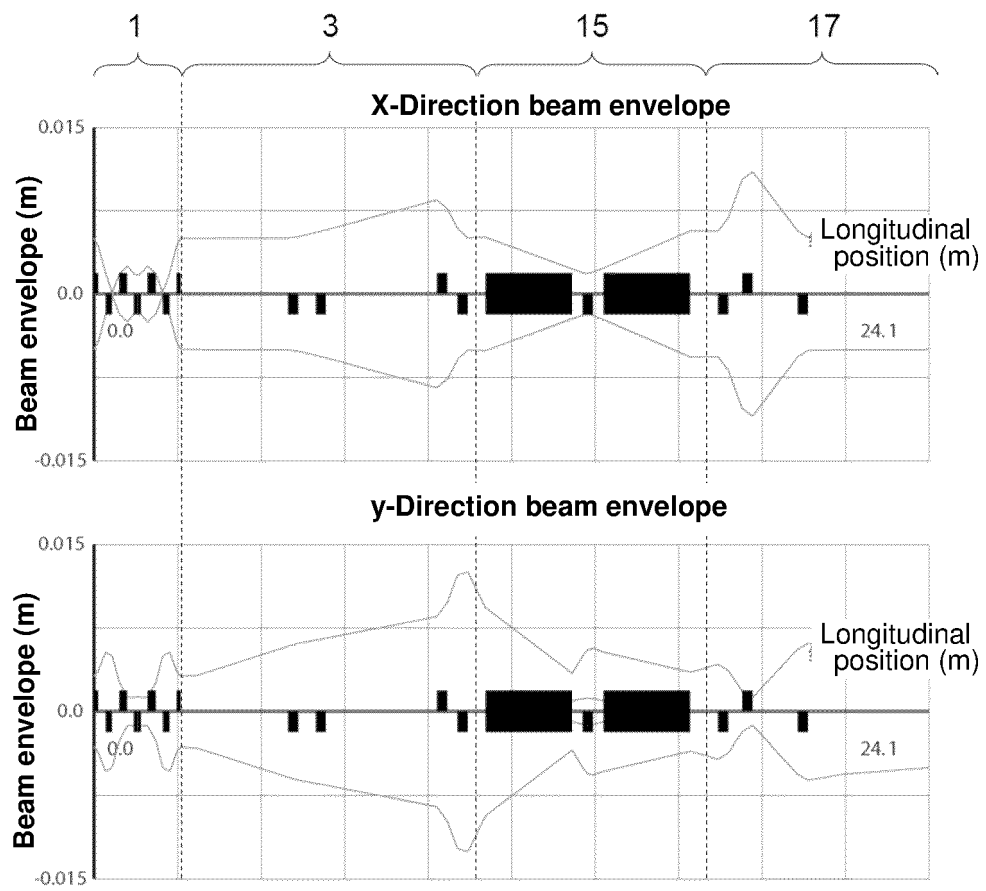 1 3 15 17
X-Direction beam envelope
0.015
Beam envelope (m)
Longitudinal
position (m)
0.0
0.0
24.1
-0.015
y-Direction beam envelope
0.015
Beam envelope (m)
Longitudinal
position (m)
0.0
0.0
24.1
-0.015